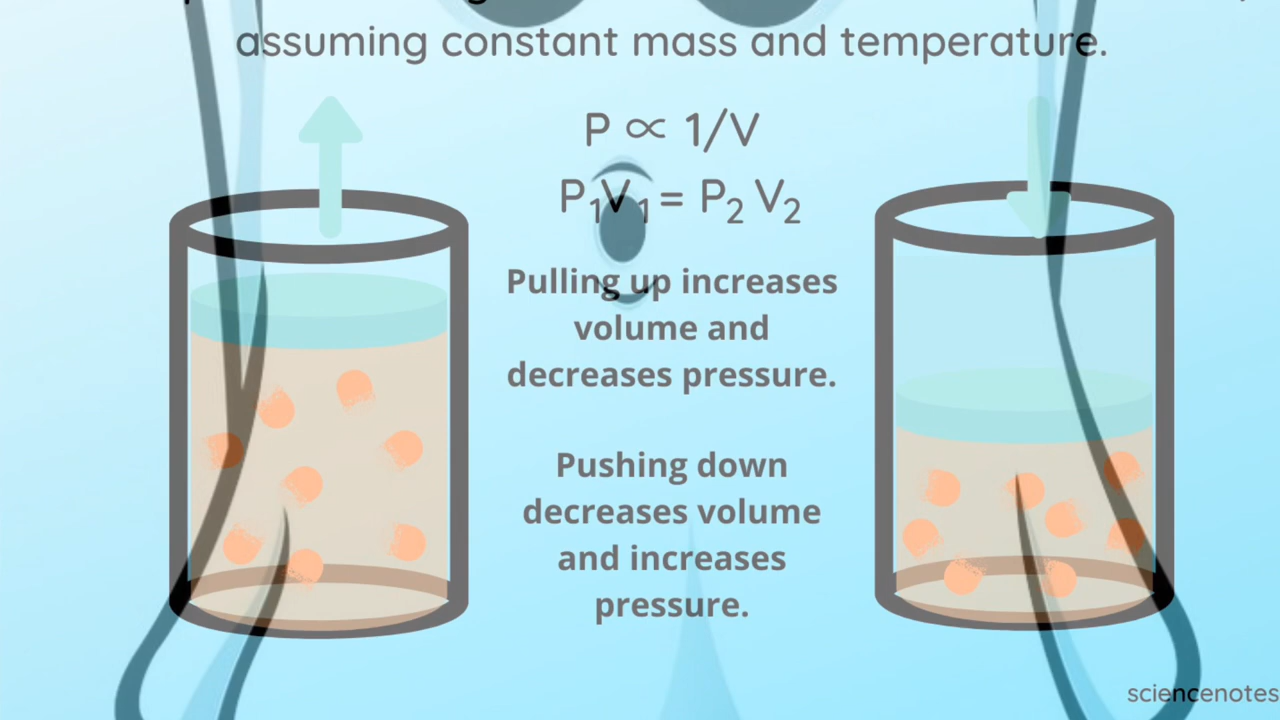 assuming constant mass and temperature.
P ∝ 1/V
P₁V₁ = P₂ V₂
Pulling up increases
volume and
decreases pressure.
Pushing down
decreases volume
and increases
pressure.
sciencenotes